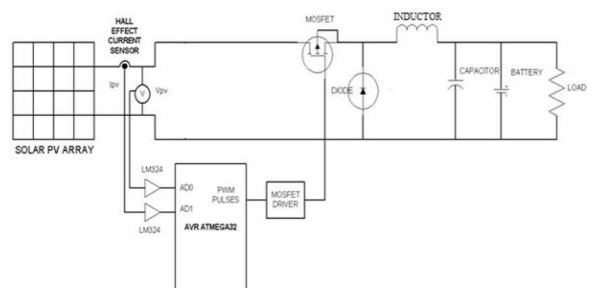 HALL
EFFECT
CURRENT
SENSOR
MOSFET
INDUCTOR
Ipv
V
Vpv
DIODE
CAPACITOR
BATTERY
LOAD
SOLAR PV ARRAY
LM324
AD0
PWM
PULSES
MOSFET
DRIVER
AD1
LM324
AVR ATMEGA32